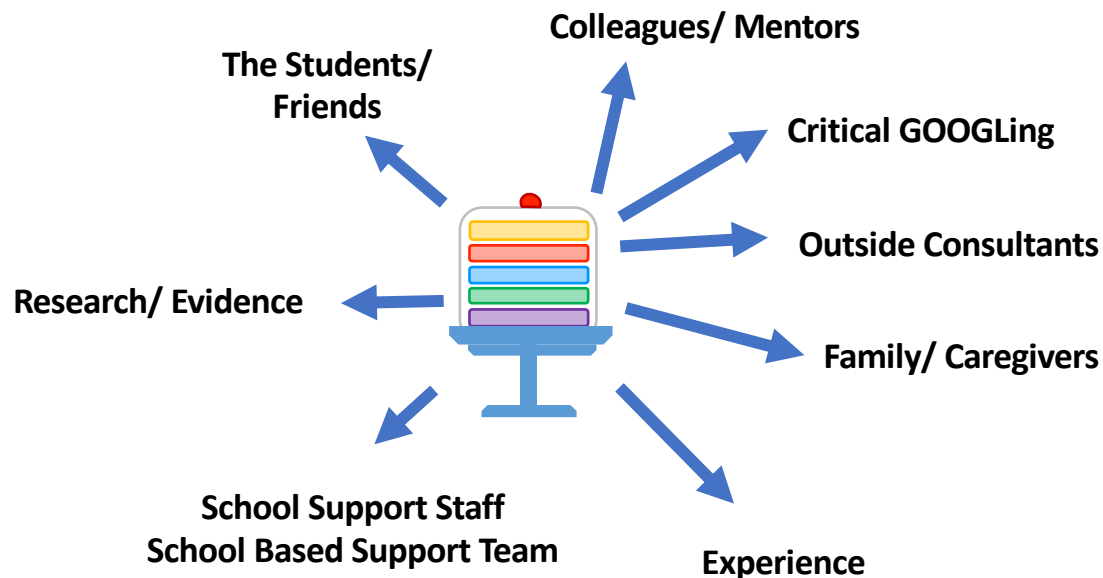 Colleagues/ Mentors
The Students/
Friends
Critical GOOGLing
Outside Consultants
Research/ Evidence
Family/ Caregivers
School Support Staff
School Based Support Team
Experience